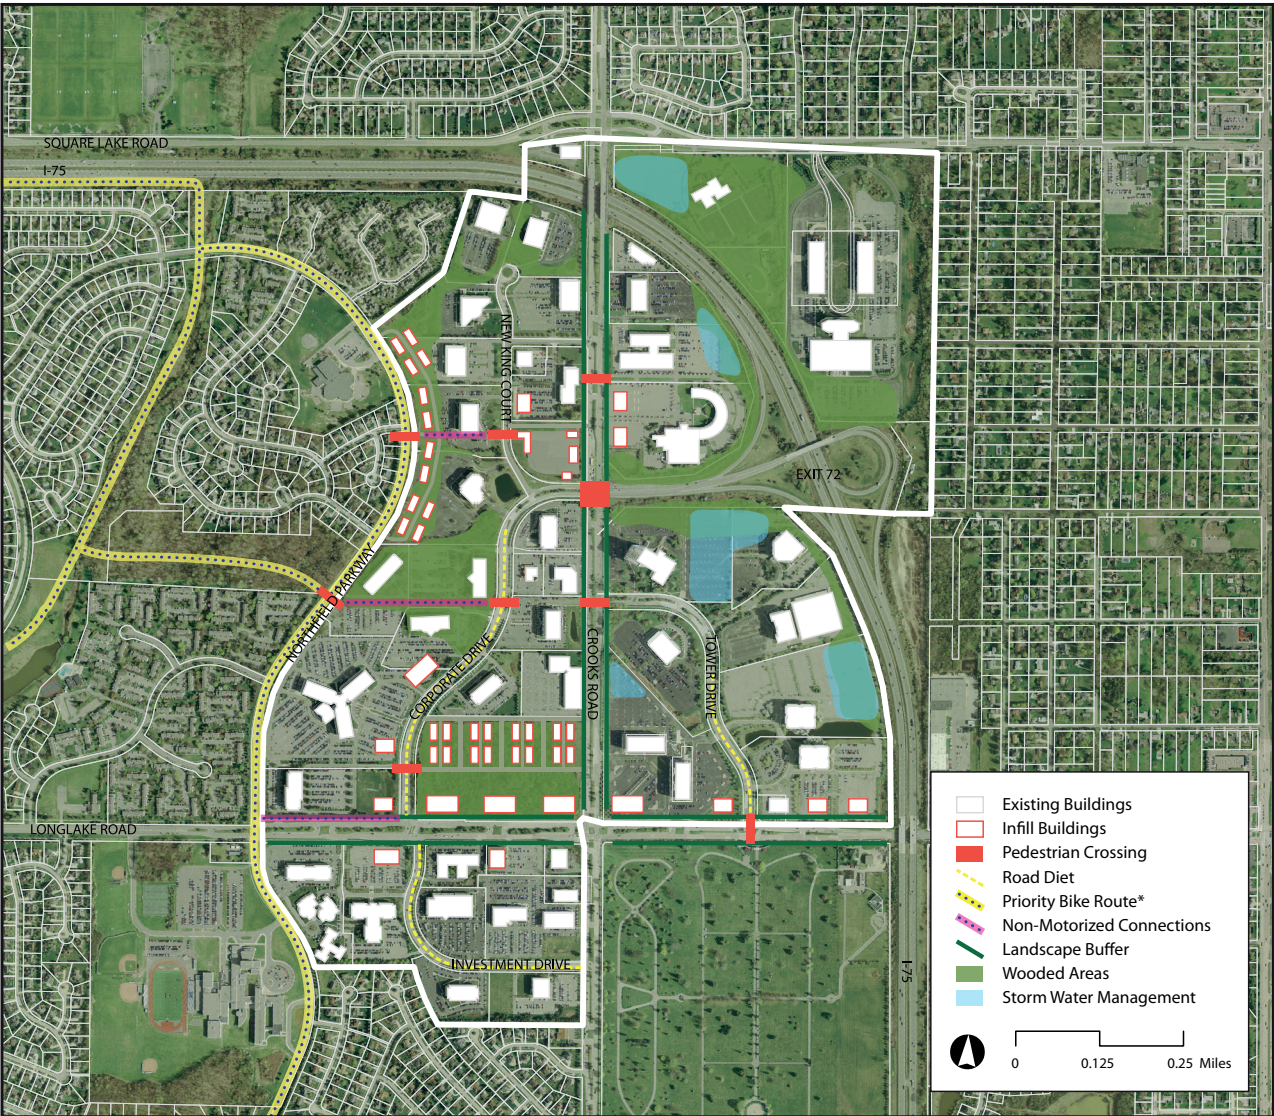 SQUARE LAKE ROAD
I-75
NEW KING COURT
EXIT 72
NORTHFIELD PARKWAY
CORPORATE DRIVE
CROOKS ROAD
TOWER DRIVE
LONGLAKE ROAD
INVESTMENT DRIVE
I-75
Existing Buildings
Infill Buildings
Pedestrian Crossing
Road Diet
Priority Bike Route*
Non-Motorized Connections
Landscape Buffer
Wooded Areas
Storm Water Management
0 0.125 0.25 Miles